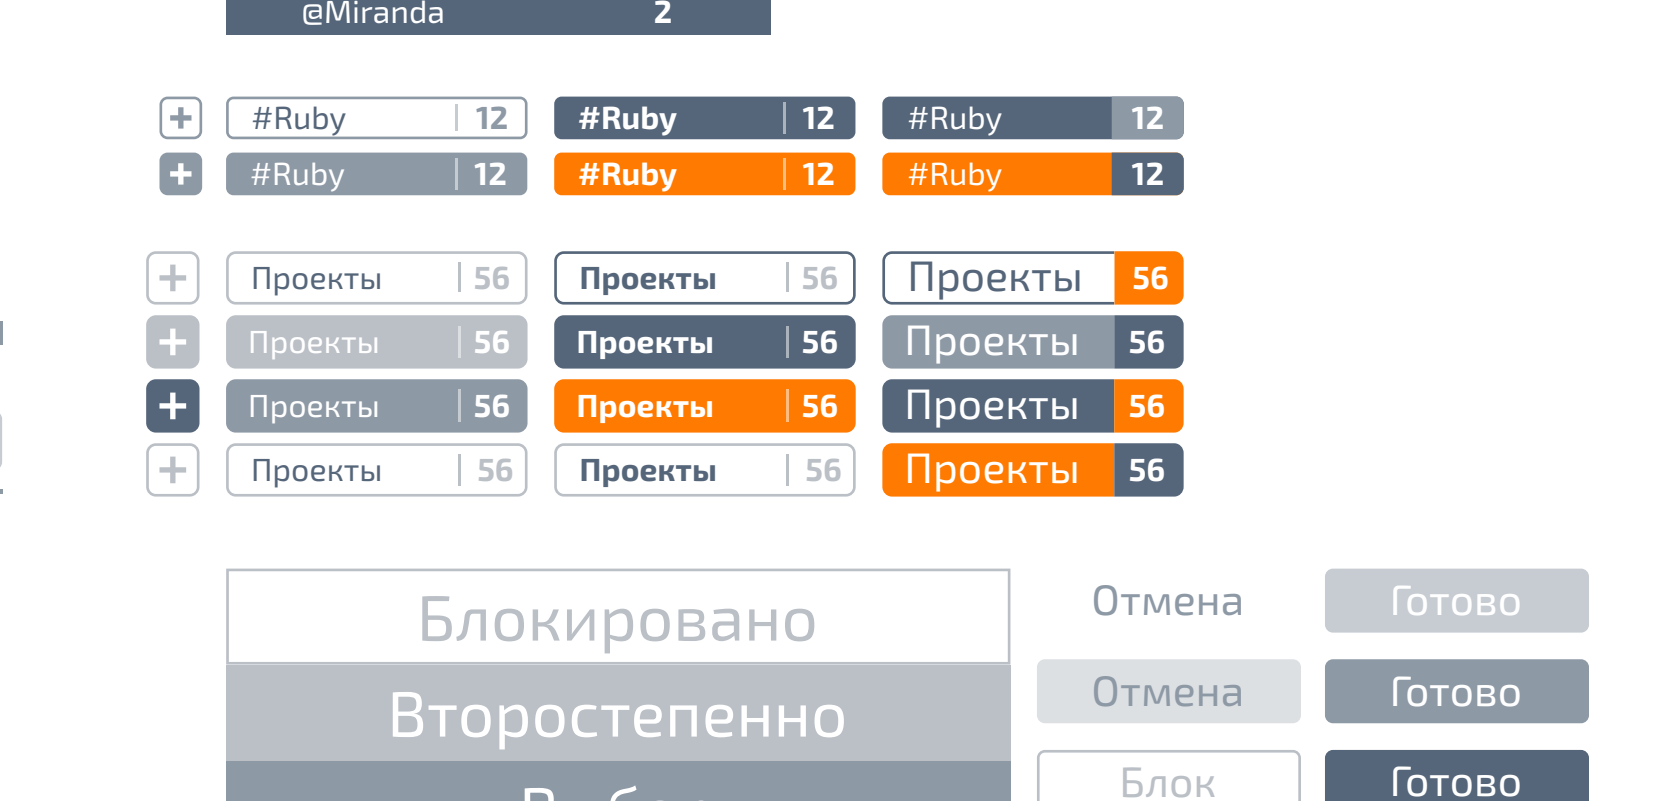 @Miranda 2
+ #Ruby 12 #Ruby 12 #Ruby 12
+ #Ruby 12 #Ruby 12 #Ruby 12
+ Проекты 56 Проекты 56 Проекты 56
+ Проекты 56 Проекты 56 Проекты 56
+ Проекты 56 Проекты 56 Проекты 56
+ Проекты 56 Проекты 56 Проекты 56
Блокировано
Отмена Готово
Второстепенно
Отмена Готово
Блок Готово